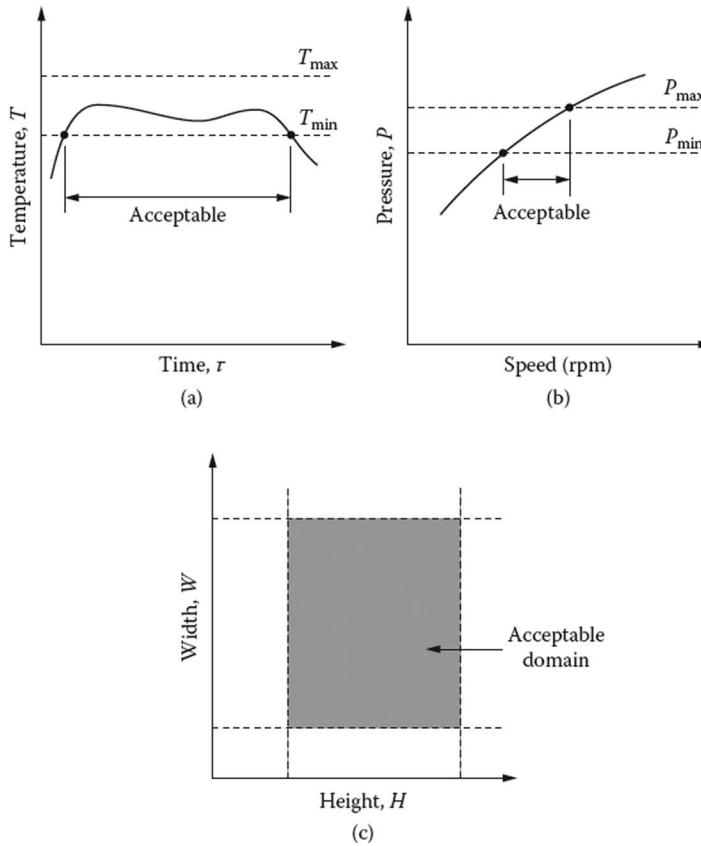 Temperature, T
T_max
T_min
Acceptable
Time, τ
(a)
Pressure, P
P_max
P_min
Acceptable
Speed (rpm)
(b)
Width, W
Acceptable
domain
Height, H
(c)